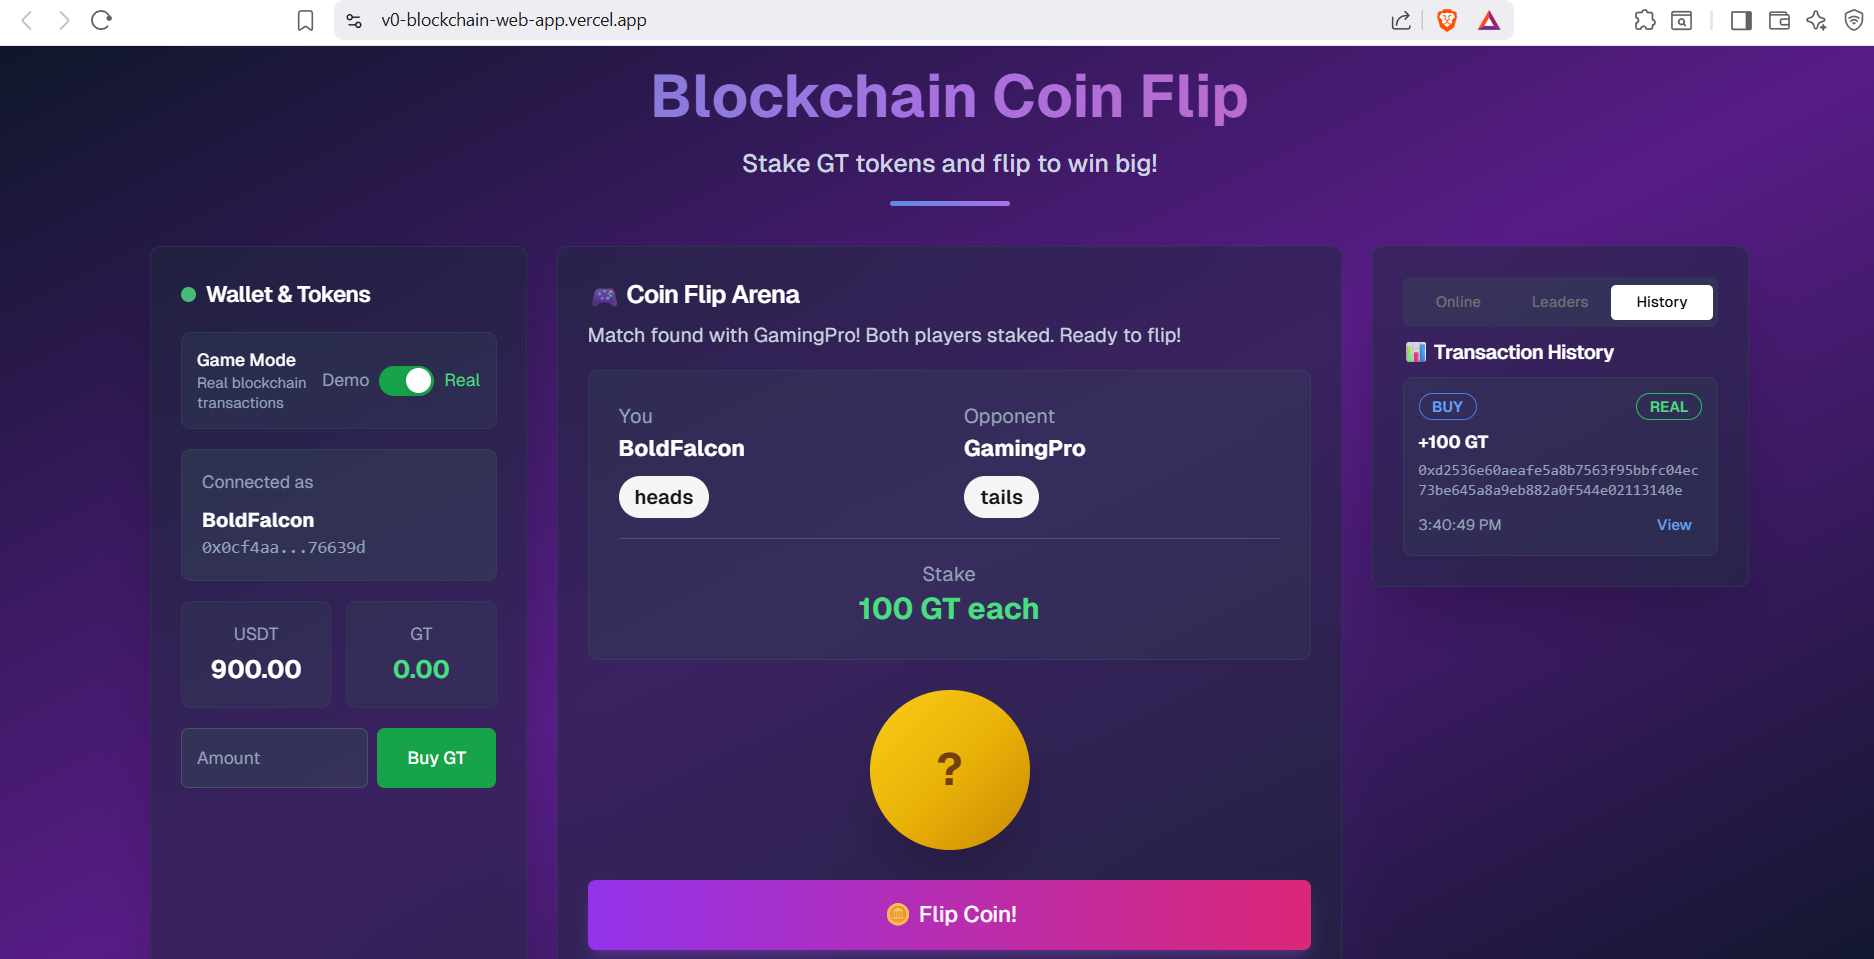 v0-blockchain-web-app.vercel.app
Blockchain Coin Flip
Stake GT tokens and flip to win big!
Wallet & Tokens
Game Mode
Real blockchain
transactions
Demo
Real
Connected as
BoldFalcon
0x0cf4aa...76639d
USDT
900.00
GT
0.00
Amount
Buy GT
Coin Flip Arena
Match found with GamingPro! Both players staked. Ready to flip!
You
BoldFalcon
heads
Opponent
GamingPro
tails
Stake
100 GT each
?
Flip Coin!
Online
Leaders
History
Transaction History
BUY
REAL
+100 GT
0xd2536e60aeafe5a8b7563f95bbfc04ec
73be645a8a9eb882a0f544e02113140e
3:40:49 PM
View